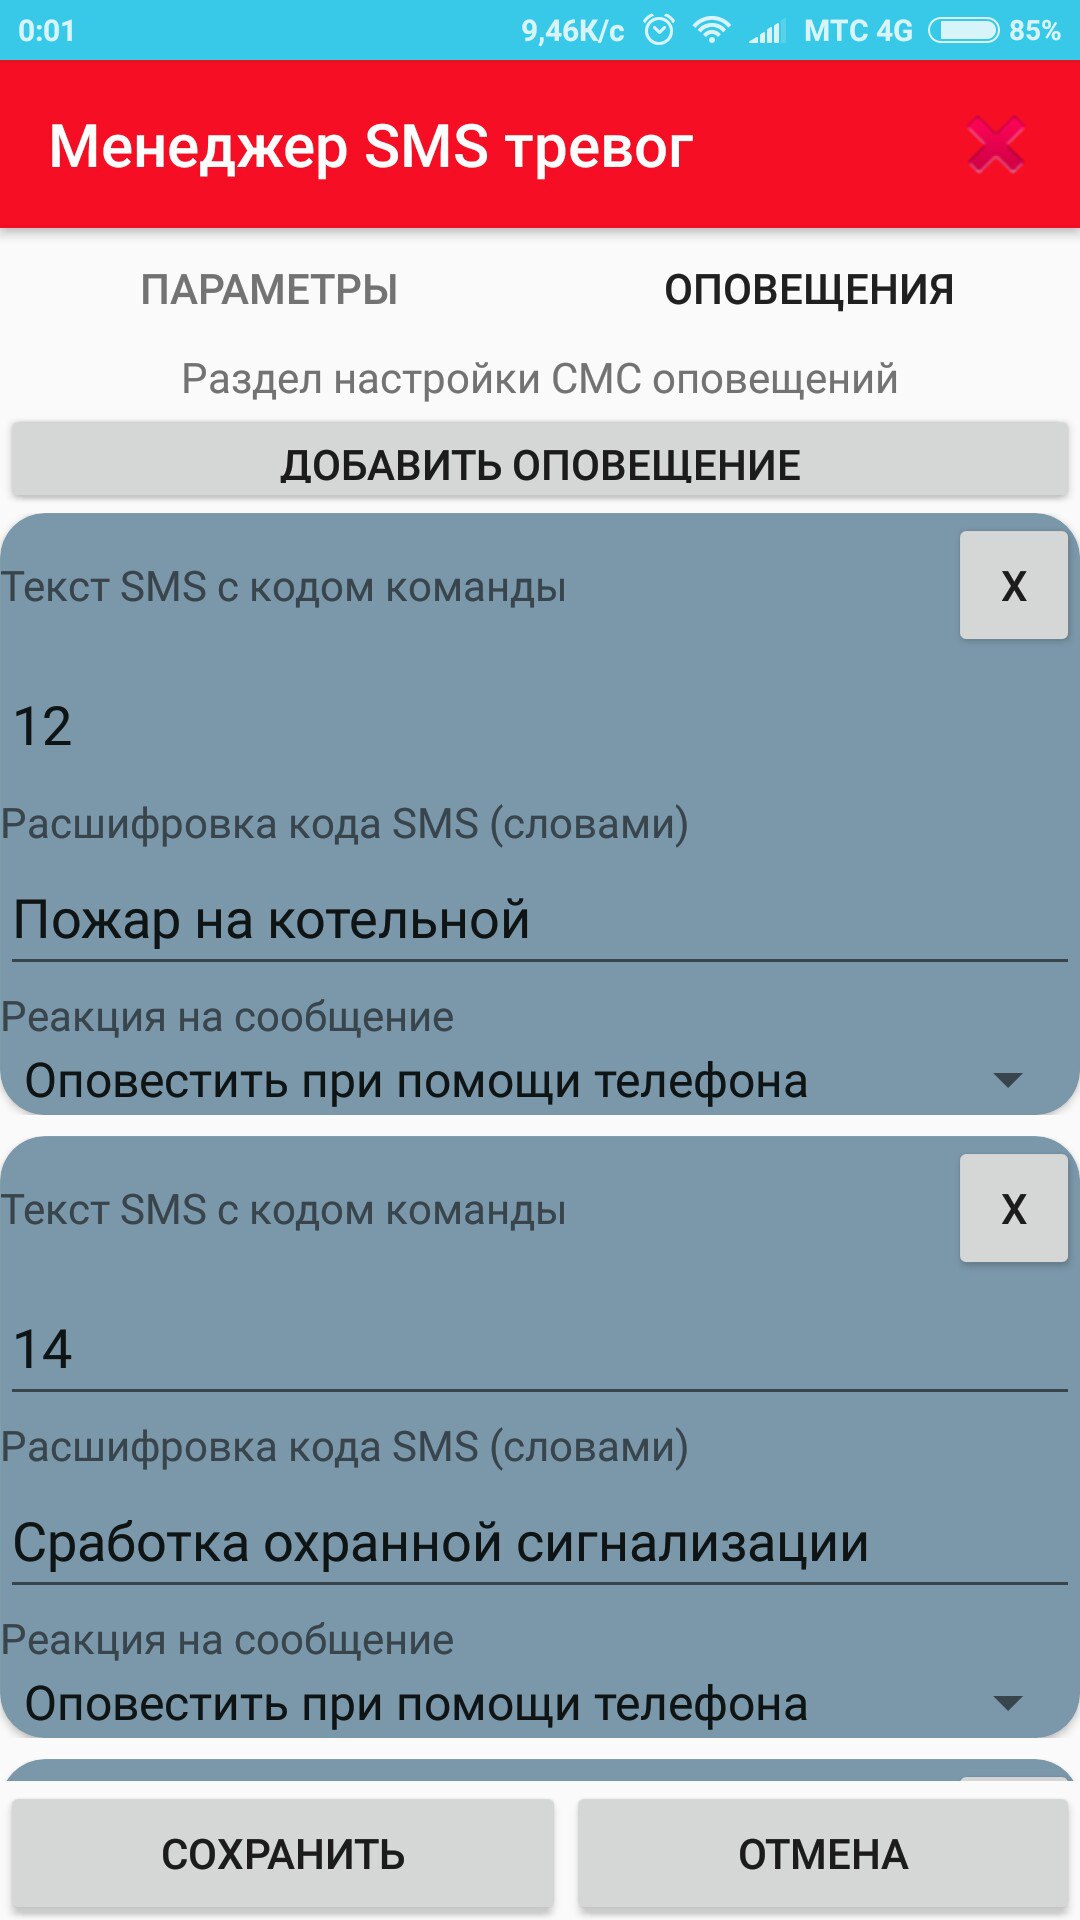 0:01 9,46K/c МТС 4G 85%
Менеджер SMS тревог
ПАРАМЕТРЫ ОПОВЕЩЕНИЯ
Раздел настройки СМС оповещений
ДОБАВИТЬ ОПОВЕЩЕНИЕ
Текст SMS с кодом команды X
12
Расшифровка кода SMS (словами)
Пожар на котельной
Реакция на сообщение
Оповестить при помощи телефона
Текст SMS с кодом команды X
14
Расшифровка кода SMS (словами)
Сработка охранной сигнализации
Реакция на сообщение
Оповестить при помощи телефона
СОХРАНИТЬ ОТМЕНА